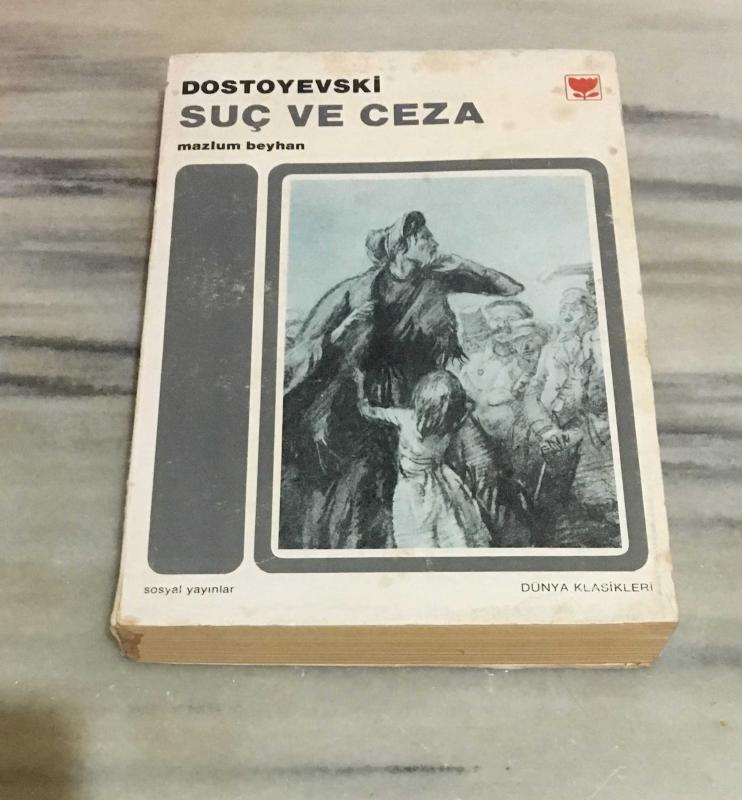 DOSTOYEVSKİ
SUÇ VE CEZA
mazlum beyhan
sosyal yayınlar
DÜNYA KLASİKLERİ